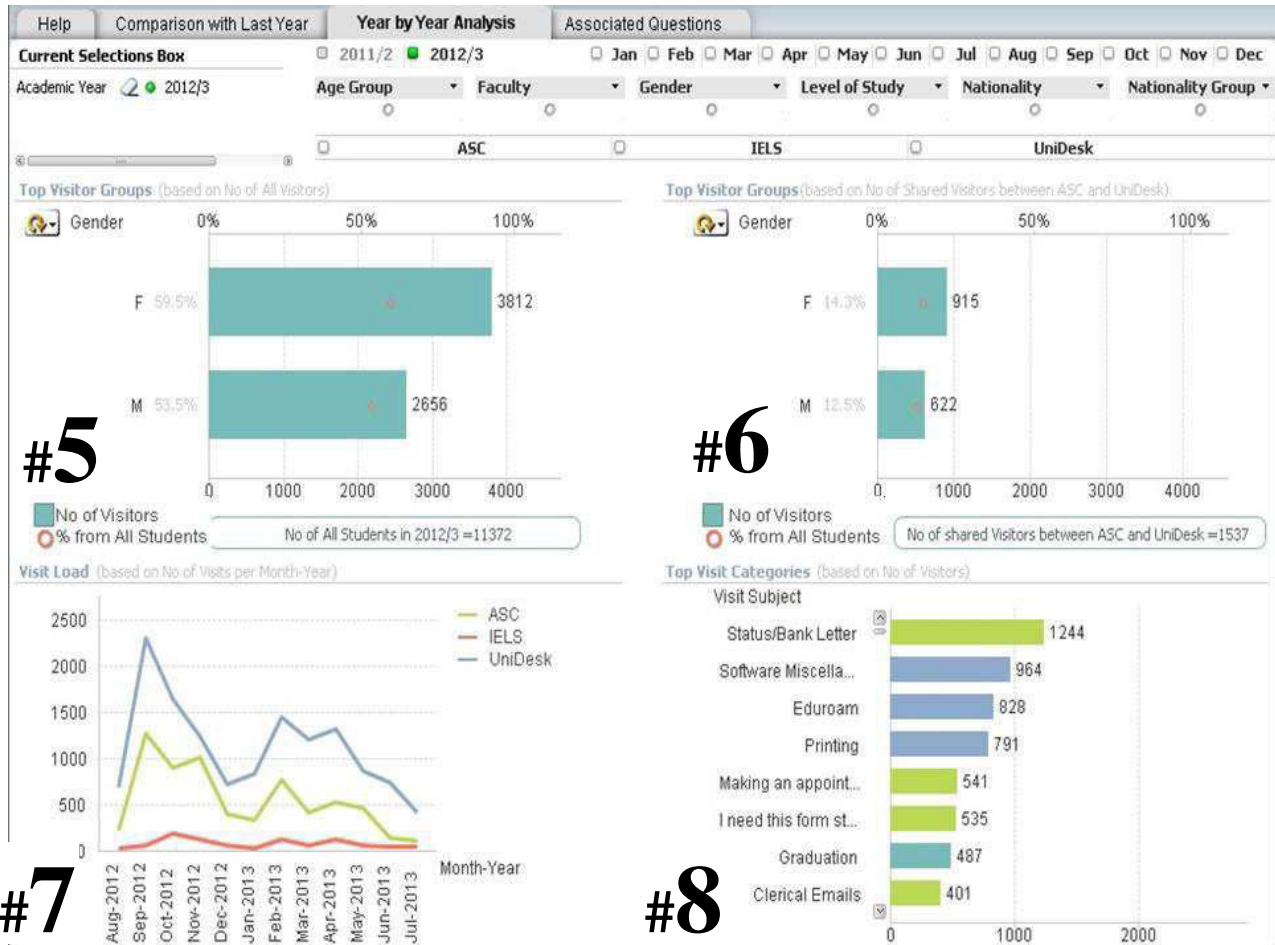 Help Comparison with Last Year Year by Year Analysis Associated Questions
Current Selections Box
2011/2 2012/3 Jan Feb Mar Apr May Jun Jul Aug Sep Oct Nov Dec
Academic Year 2012/3
Age Group Faculty Gender Level of Study Nationality Nationality Group
ASC IELS UniDesk
Top Visitor Groups (based on No of All Visitors)
Gender 0% 50% 100%
F 59.5% 3812
M 53.5% 2656
#5
0 1000 2000 3000 4000
No of Visitors
% from All Students
No of All Students in 2012/3 =11372
Top Visitor Groups (based on No of Shared Visitors between ASC and UniDesk)
Gender 0% 50% 100%
F 14.3% 915
M 12.5% 622
#6
0 1000 2000 3000 4000
No of Visitors
% from All Students
No of shared Visitors between ASC and UniDesk =1537
Visit Load (based on No of Visits per Month-Year)
2500
2000
1500
1000
500
0
ASC
IELS
UniDesk
Month-Year
Aug-2012
Sep-2012
Oct-2012
Nov-2012
Dec-2012
Jan-2013
Feb-2013
Mar-2013
Apr-2013
May-2013
Jun-2013
Jul-2013
#7
Top Visit Categories (based on No of Visitors)
Visit Subject
Status/Bank Letter 1244
Software Miscella... 964
Eduroam 828
Printing 791
Making an appoint... 541
I need this form st... 535
Graduation 487
Clerical Emails 401
#8
0 1000 2000